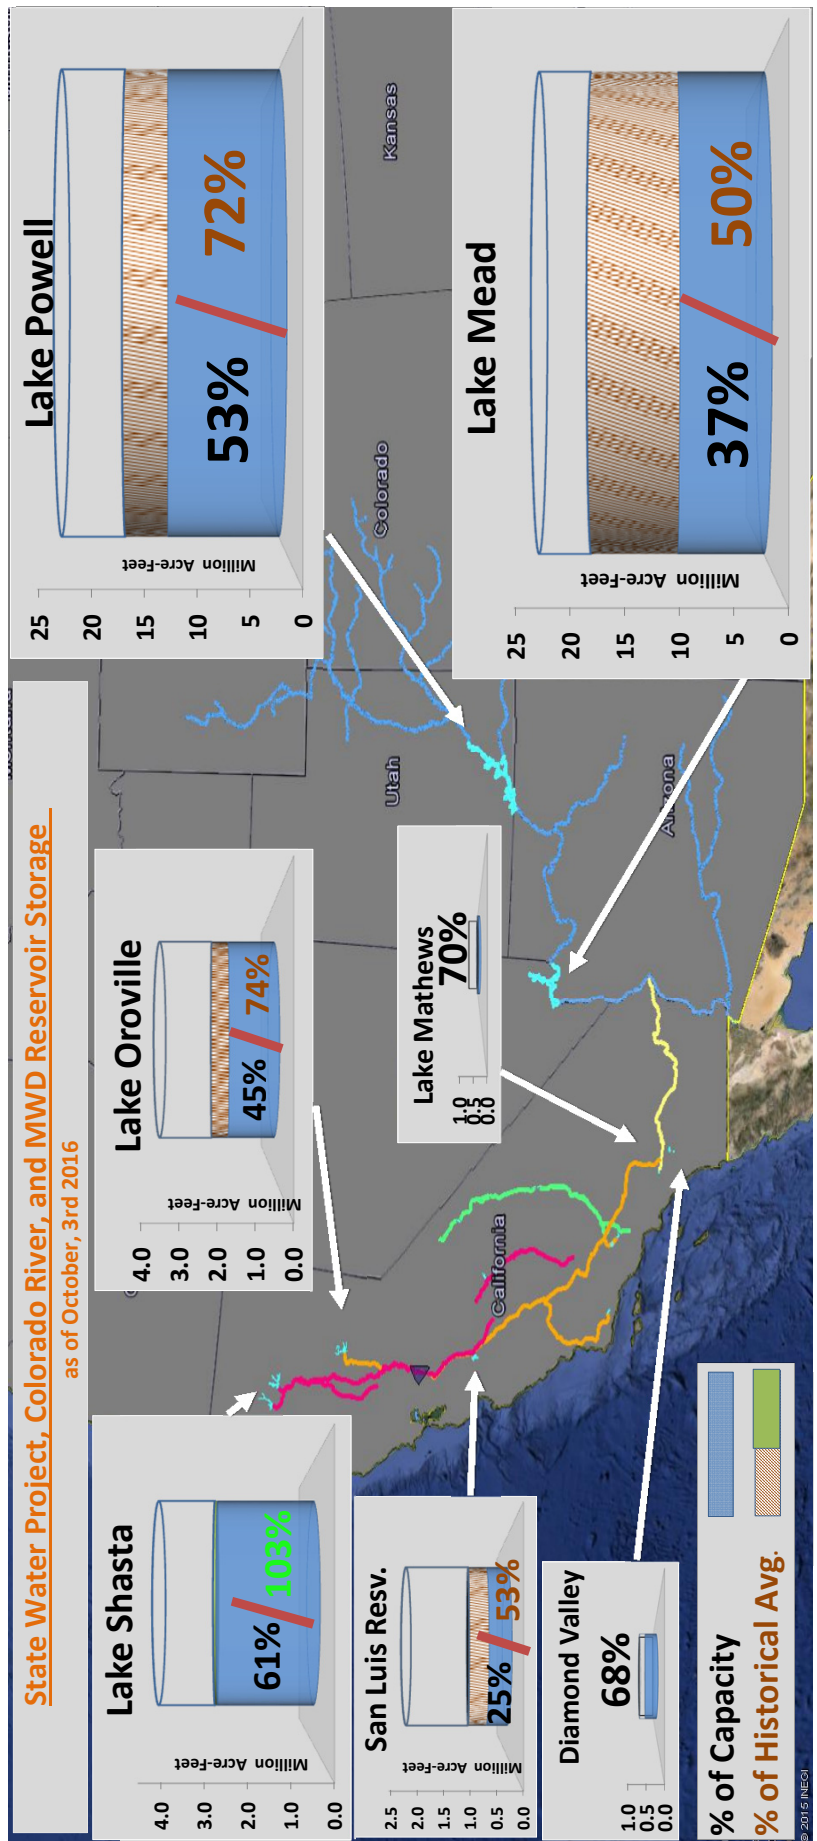 State Water Project, Colorado River, and MWD Reservoir Storage
as of October, 3rd 2016
Lake Shasta
4.0
3.0
2.0
1.0
0.0
Million Acre-Feet
61%
103%
Lake Oroville
4.0
3.0
2.0
1.0
0.0
Million Acre-Feet
45%
74%
Lake Powell
25
20
15
10
5
0
Million Acre-Feet
53%
72%
San Luis Resv.
2.5
2.0
1.5
1.0
0.5
0.0
25%
53%
Lake Mathews
1.0
0.5
0.0
70%
Lake Mead
25
20
15
10
5
0
Million Acre-Feet
37%
50%
Diamond Valley
1.0
0.5
0.0
68%
California
Utah
Colorado
Kansas
Arizona
% of Capacity
% of Historical Avg.
© 2015 INEGI